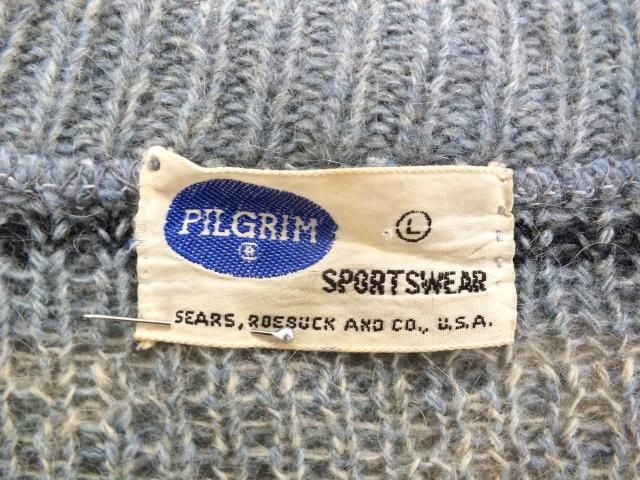 PILGRIM
®
L
SPORTSWEAR
SEARS, ROEBUCK AND CO., U.S.A.